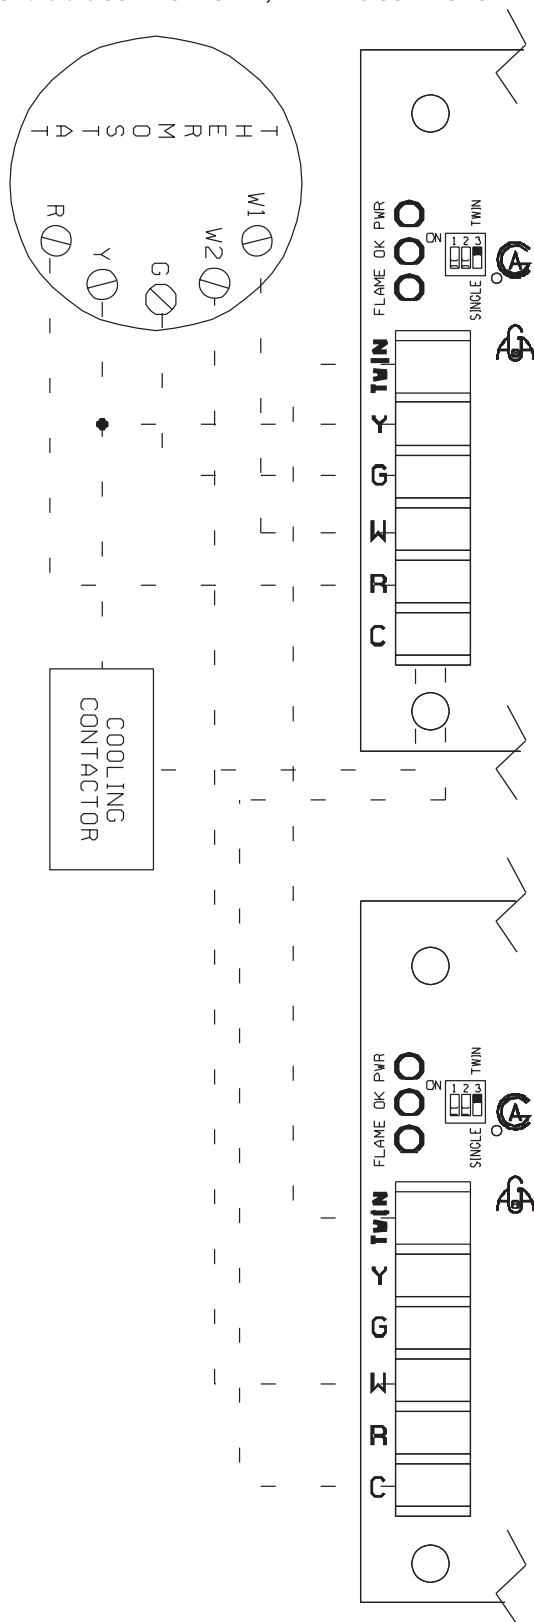 THERMOSTAT
R
Y
G
W2
W1
COOLING
CONTACTOR
FLAME OK PWR
ON
1 2 3
SINGLE TWIN
TWIN
Y
G
W
R
C
FLAME OK PWR
ON
1 2 3
SINGLE TWIN
TWIN
Y
G
W
R
C